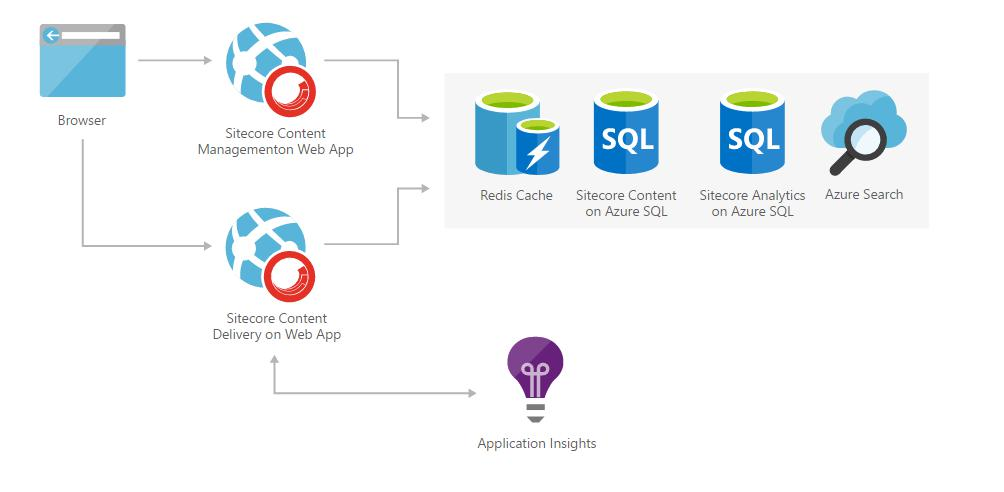 Browser
Sitecore Content
Managementon Web App
SQL
SQL
Redis Cache
Sitecore Content
on Azure SQL
Sitecore Analytics
on Azure SQL
Azure Search
Sitecore Content
Delivery on Web App
Application Insights